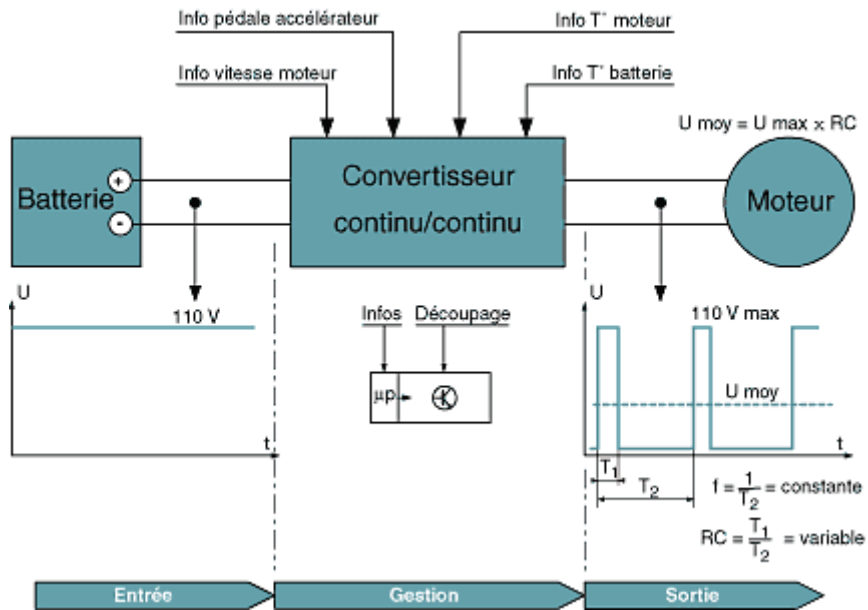 Info pédale accélérateur
Info T° moteur
Info vitesse moteur
Info T° batterie
U moy = U max x RC
Batterie
+
-
Convertisseur
continu/continu
Moteur
U
110 V
t
Infos
Découpage
µp
U
110 V max
U moy
t
T1
T2
f = 1/T2 = constante
RC = T1/T2 = variable
Entrée
Gestion
Sortie